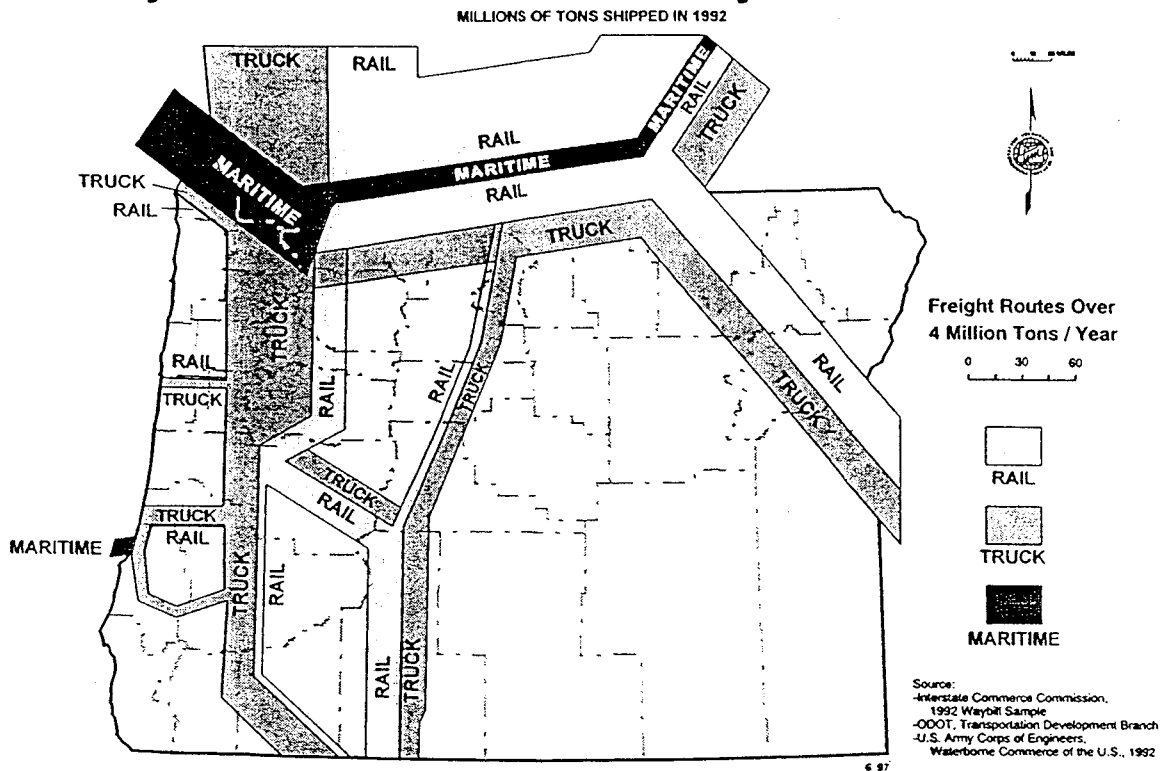 MILLIONS OF TONS SHIPPED IN 1992
TRUCK
RAIL
MARITIME
RAIL
TRUCK
RAIL
MARITIME
RAIL
MARITIME
TRUCK
RAIL
TRUCK
TRUCK
RAIL
RAIL
TRUCK
RAIL
TRUCK
TRUCK
RAIL
TRUCK
RAIL
TRUCK
RAIL
MARITIME
TRUCK
RAIL
RAIL
TRUCK
Freight Routes Over
4 Million Tons / Year
0 30 60
RAIL
TRUCK
MARITIME
Source:
-Interstate Commerce Commission,
1992 Waybill Sample
-ODOT, Transportation Development Branch
-U.S. Army Corps of Engineers,
Waterborne Commerce of the U.S., 1992
6 97